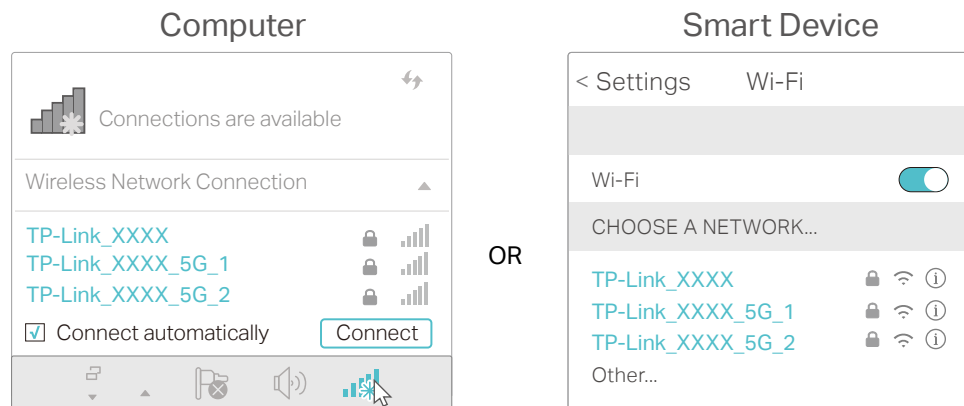 Computer
Connections are available
Wireless Network Connection
TP-Link_XXXX
TP-Link_XXXX_5G_1
TP-Link_XXXX_5G_2
Connect automatically
Connect
OR
Smart Device
< Settings
Wi-Fi
Wi-Fi
CHOOSE A NETWORK...
TP-Link_XXXX
TP-Link_XXXX_5G_1
TP-Link_XXXX_5G_2
Other...